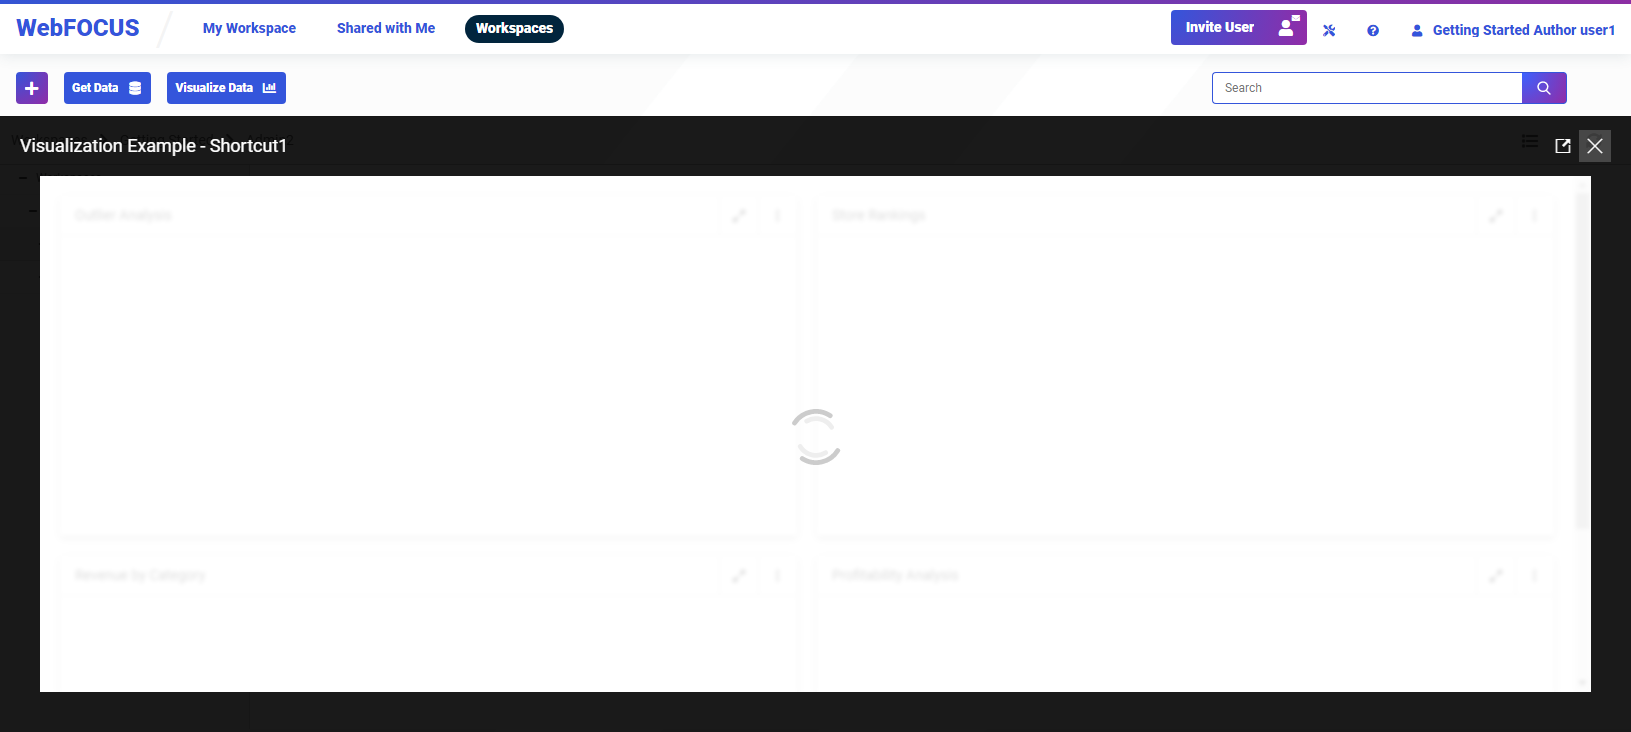 WebFOCUS
My Workspace
Shared with Me
Workspaces
Invite User
Getting Started Author user1
Get Data
Visualize Data
Search
Visualization Example - Shortcut1
Outlier Analysis
Store Rankings
Revenue by Category
Profitability Analysis